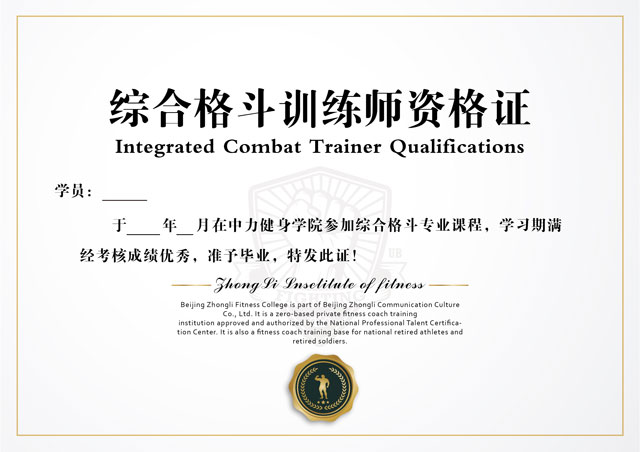 综合格斗训练师资格证
Integrated Combat Trainer Qualifications
学员：______
于____年__月在中力健身学院参加综合格斗专业课程，学习期满
经考核成绩优秀，准予毕业，特发此证！
ZhongLi Lnsetitute of fitness
Beijing Zhongli Fitness College is part of Beijing Zhongli Communication Culture
Co., Ltd. It is a zero-based private fitness coach training
institution approved and authorized by the National Professional Talent Certifica-
tion Center. It is also a fitness coach training base for national retired athletes and
retired soldiers.